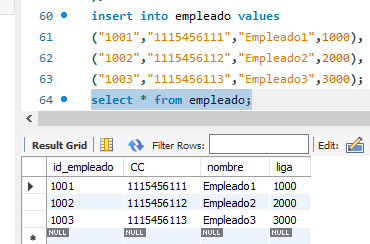 60 insert into empleado values
61 ("1001","1115456111","Empleado1",1000),
62 ("1002","1115456112","Empleado2",2000),
63 ("1003","1115456113","Empleado3",3000);
64 select * from empleado;
Result Grid Filter Rows: Edit:
id_empleado CC nombre liga
1001 1115456111 Empleado1 1000
1002 1115456112 Empleado2 2000
1003 1115456113 Empleado3 3000
NULL NULL NULL NULL